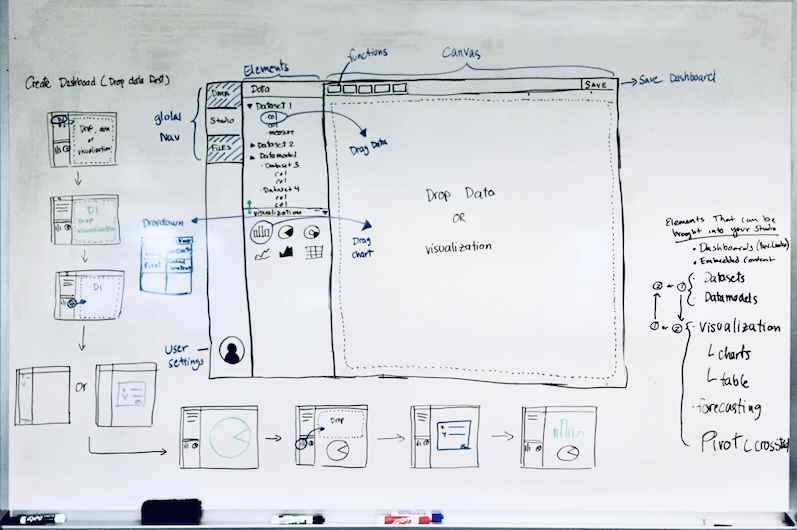 Create Dashboard (Drop data first)
Elements
functions
Canvas
Data
Data
SAVE
Save Dashboard
global
Nav
Studio
FILES
Dataset 1
col
col
measure
Dataset 2
Datamodel
Dataset 3
col
col
Dataset 4
col
col
visualization
Drag Data
Drag
chart
Drop Data
OR
visualization
Dropdown
User
settings
Drop, data
or
visualization
D1
Drop
visualization
D1
or
Drop
Elements That can be
brought into your Studio
Dashboards
Embedded Content
Datasets
Datamodels
2 or 1
1 or 2
visualization
charts
table
forecasting
Pivot (crosstab
X
Y
X
Y